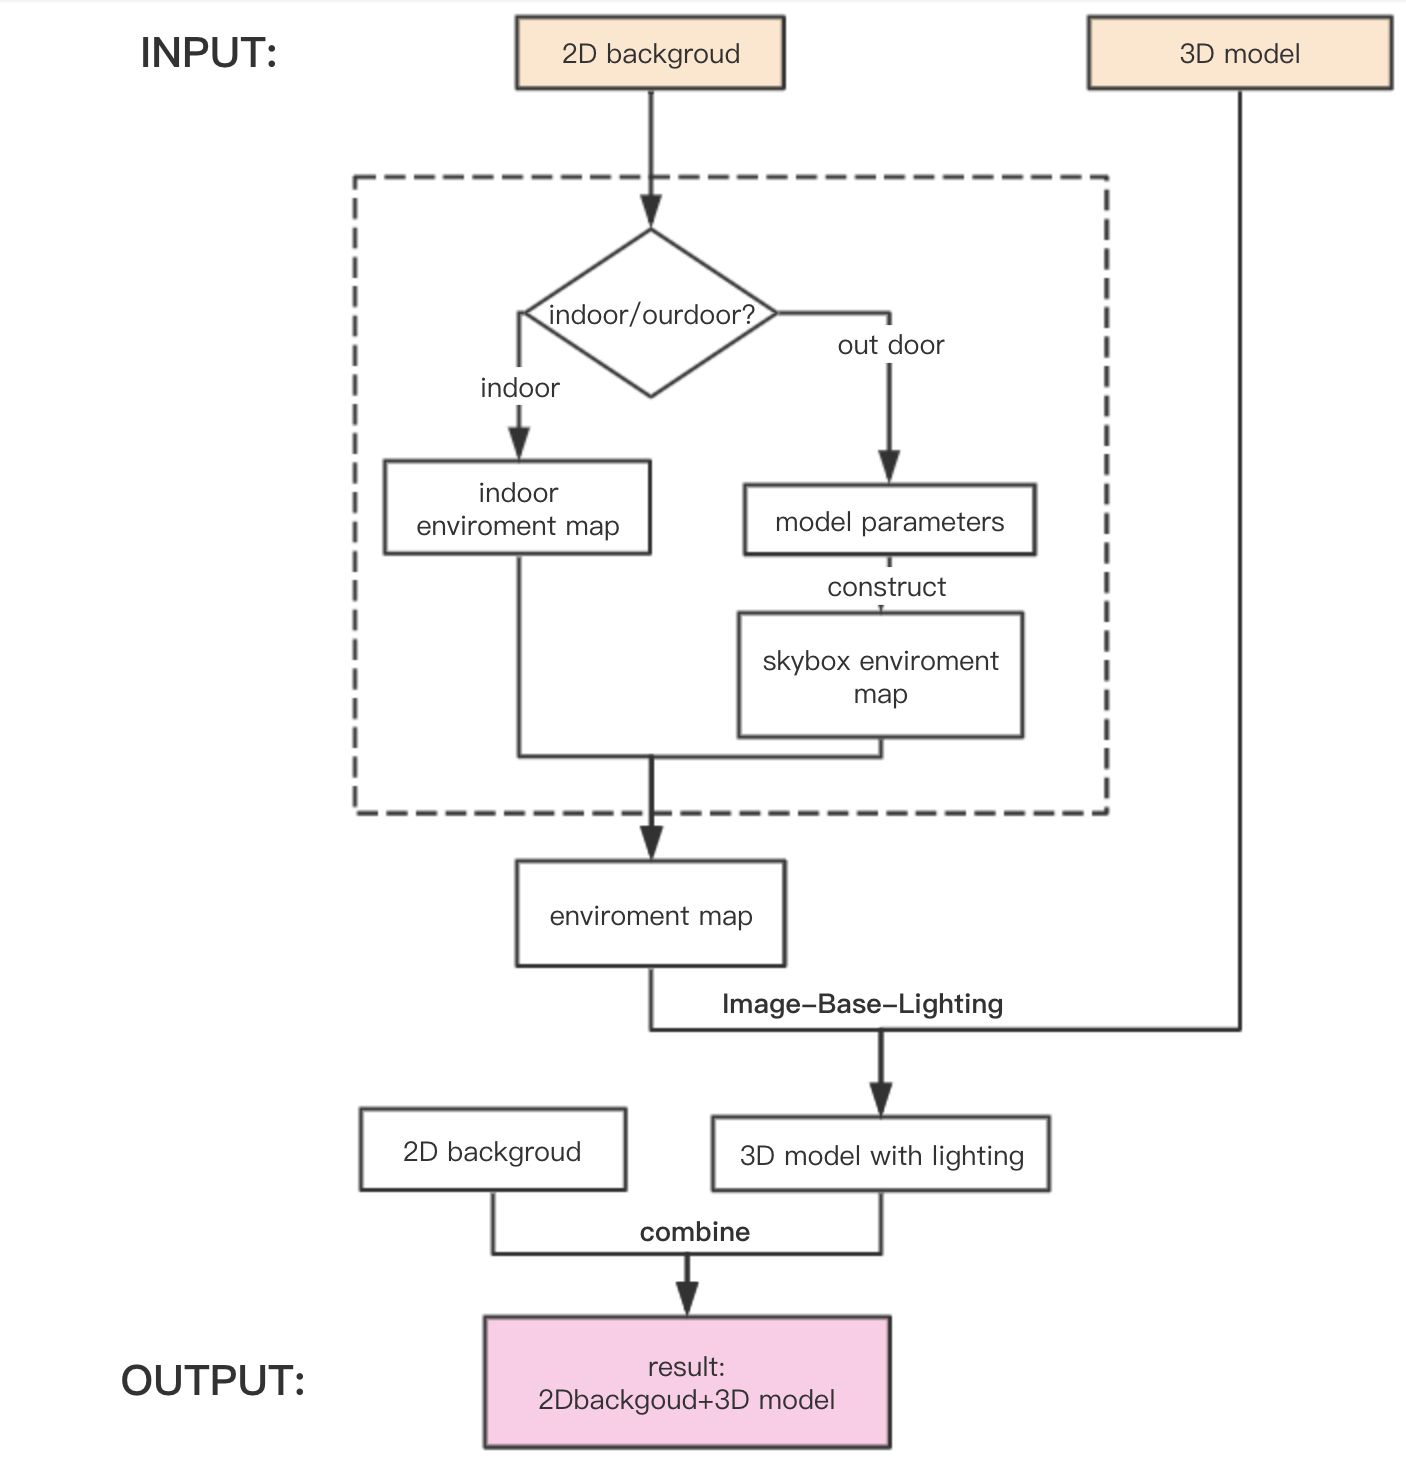 INPUT:
2D backgroud
3D model
indoor/ourdoor?
out door
indoor
indoor
enviroment map
model parameters
construct
skybox enviroment
map
enviroment map
Image-Base-Lighting
2D backgroud
3D model with lighting
combine
OUTPUT:
result:
2Dbackgoud+3D model